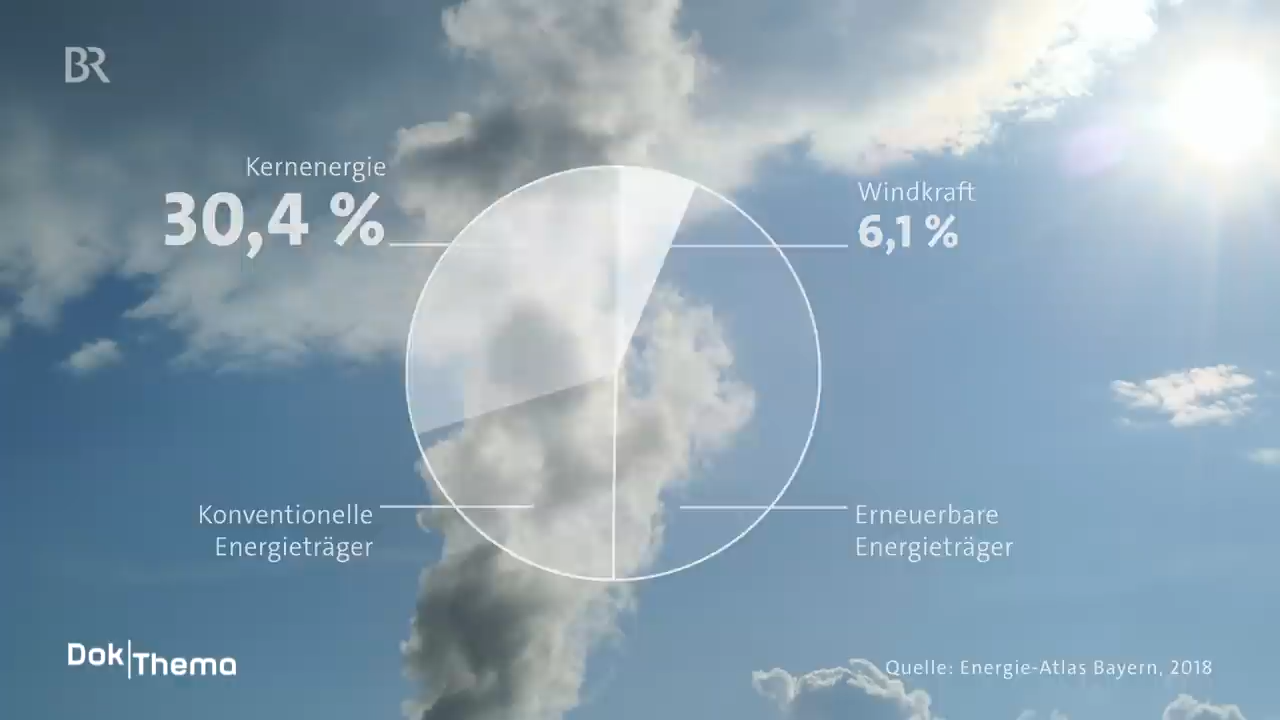 BR
Kernenergie
30,4 %
Windkraft
6,1 %
Konventionelle
Energieträger
Erneuerbare
Energieträger
Dok|Thema
Quelle: Energie-Atlas Bayern, 2018